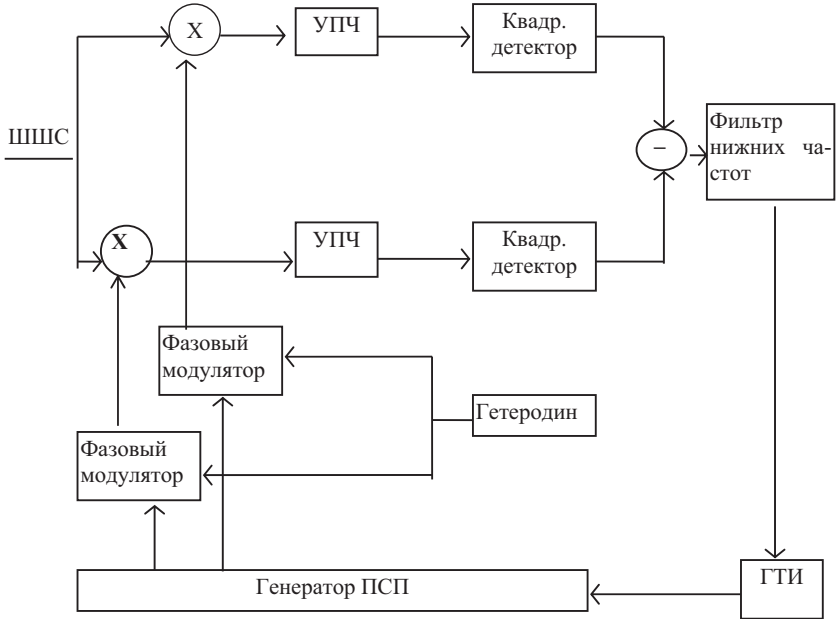 X
УПЧ
Квадр.
детектор
ШШС
Фильтр
нижних ча-
стот
–
X
УПЧ
Квадр.
детектор
Фазовый
модулятор
Гетеродин
Фазовый
модулятор
Генератор ПСП
ГТИ